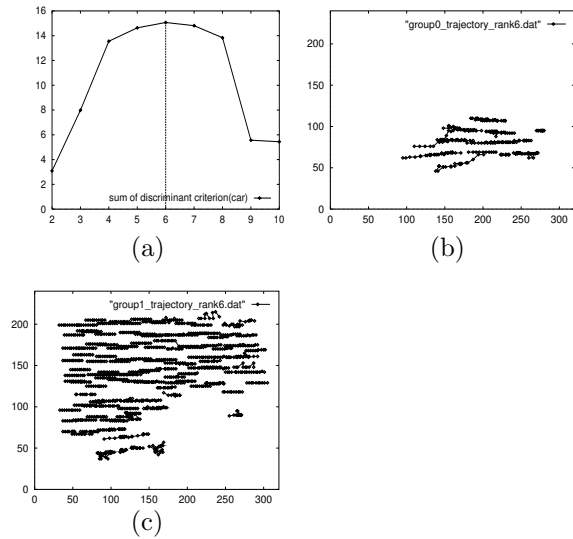 16
14
12
10
8
6
4
2
0
sum of discriminant criterion(car)
2 3 4 5 6 7 8 9 10
(a)
"group0_trajectory_rank6.dat"
200
150
100
50
0
0 50 100 150 200 250 300
(b)
"group1_trajectory_rank6.dat"
200
150
100
50
0
0 50 100 150 200 250 300
(c)